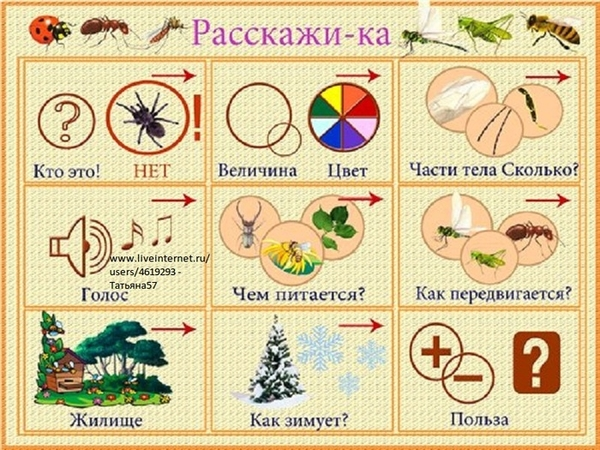 Расскажи-ка
?
!
Кто это! НЕТ
Величина Цвет
Части тела Сколько?
www.liveinternet.ru/
users/4619293 -
Татьяна57
Голос
Чем питается?
Как передвигается?
Жилище
Как зимует?
+
-
?
Польза